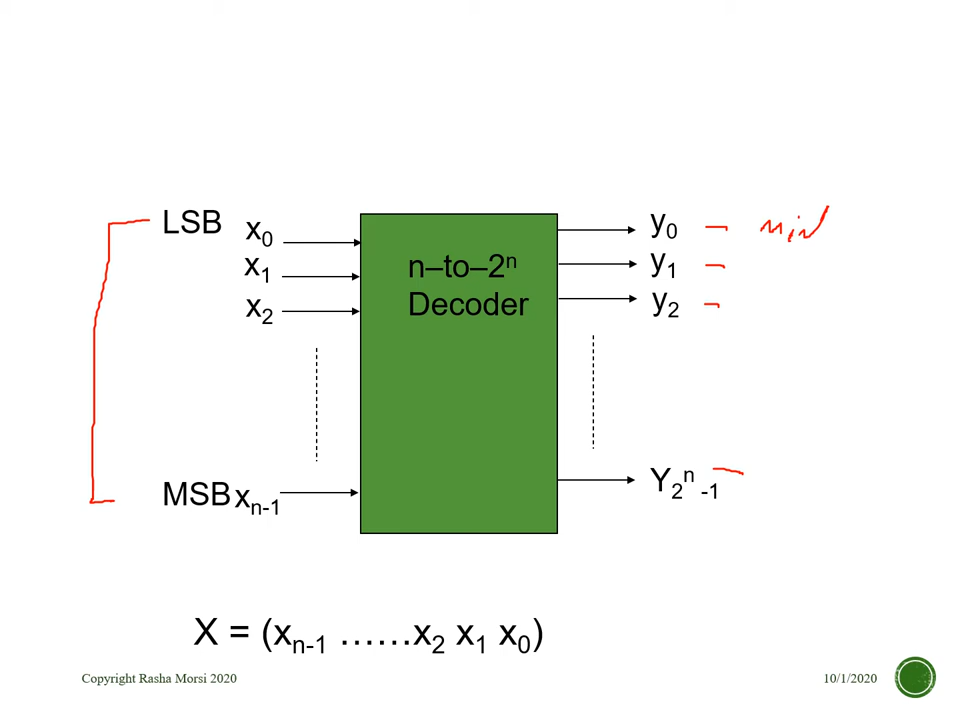 LSB x₀ y₀
x₁ n–to–2ⁿ y₁
x₂ Decoder y₂
MSB xₙ₋₁ Y₂ⁿ -₁
X = (xₙ₋₁ ……x₂ x₁ x₀)
Copyright Rasha Morsi 2020 10/1/2020